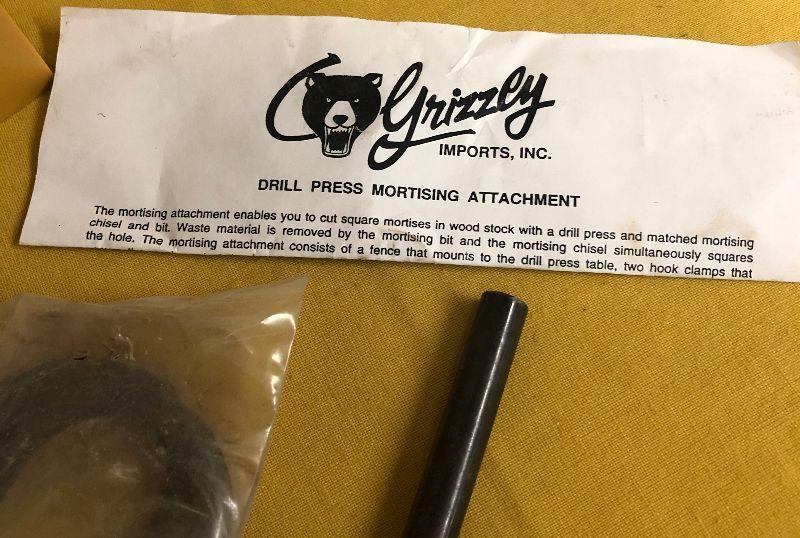 Grizzly
IMPORTS, INC.
DRILL PRESS MORTISING ATTACHMENT
The mortising attachment enables you to cut square mortises in wood stock with a drill press and matched mortising
chisel and bit. Waste material is removed by the mortising bit and the mortising chisel simultaneously squares
the hole. The mortising attachment consists of a fence that mounts to the drill press table, two hook clamps that